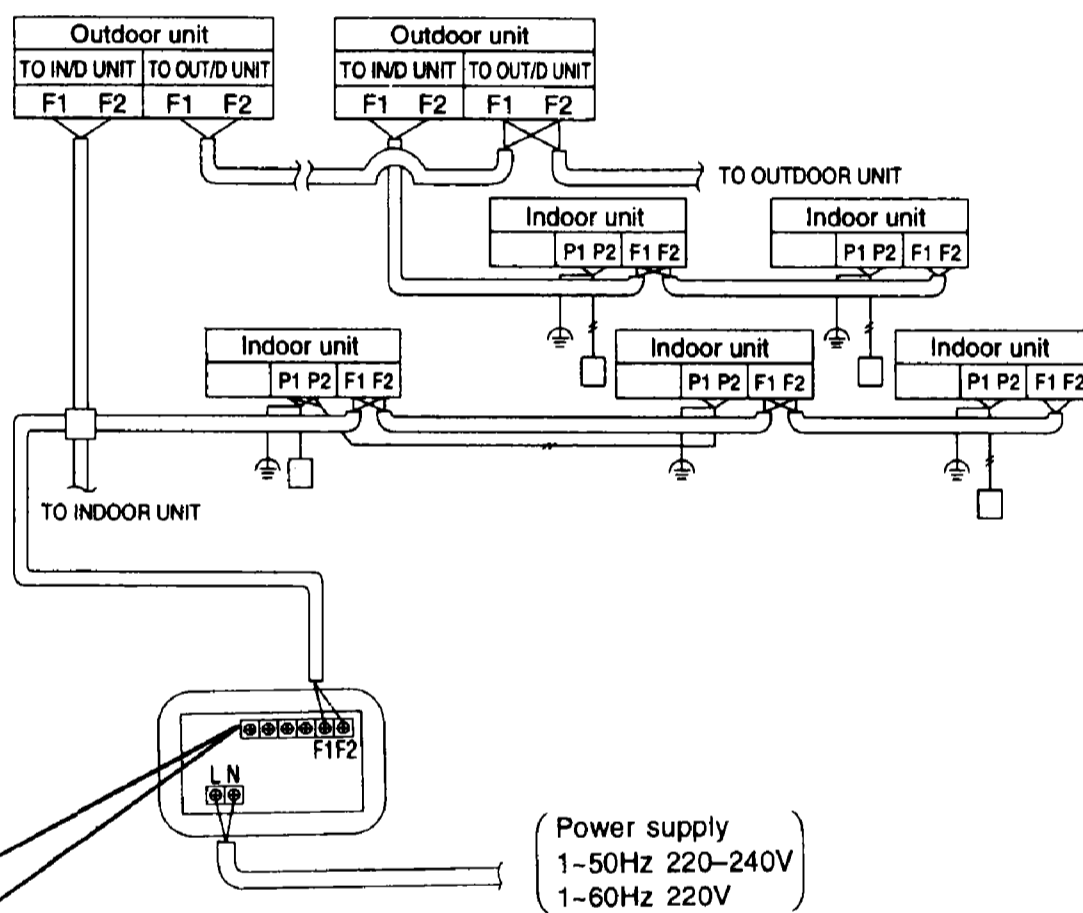 Outdoor unit
TO IN/D UNIT TO OUT/D UNIT
F1 F2 F1 F2
Outdoor unit
TO IN/D UNIT TO OUT/D UNIT
F1 F2 F1 F2
TO OUTDOOR UNIT
Indoor unit
P1 P2 F1 F2
Indoor unit
P1 P2 F1 F2
Indoor unit
P1 P2 F1 F2
Indoor unit
P1 P2 F1 F2
Indoor unit
P1 P2 F1 F2
TO INDOOR UNIT
F1F2
L N
Power supply
1~50Hz 220–240V
1~60Hz 220V